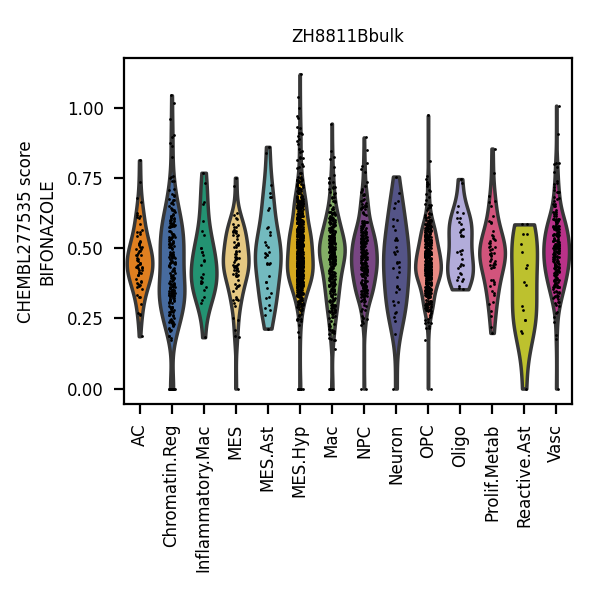 ZH8811Bbulk
CHEMBL277535 score
BIFONAZOLE
1.00
0.75
0.50
0.25
0.00
AC
Chromatin.Reg
Inflammatory.Mac
MES
MES.Ast
MES.Hyp
Mac
NPC
Neuron
OPC
Oligo
Prolif.Metab
Reactive.Ast
Vasc